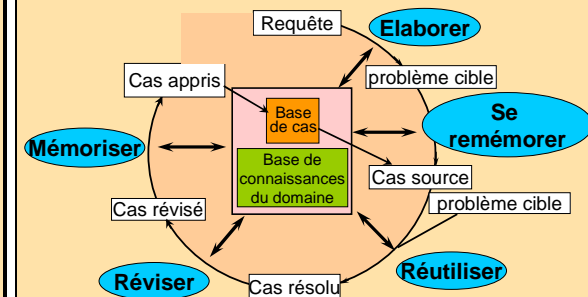 Requête
Elaborer
problème cible
Cas appris
Base
de cas
Se
remémorer
Mémoriser
Base de
connaissances
du domaine
Cas source
problème cible
Cas révisé
Réutiliser
Réviser
Cas résolu